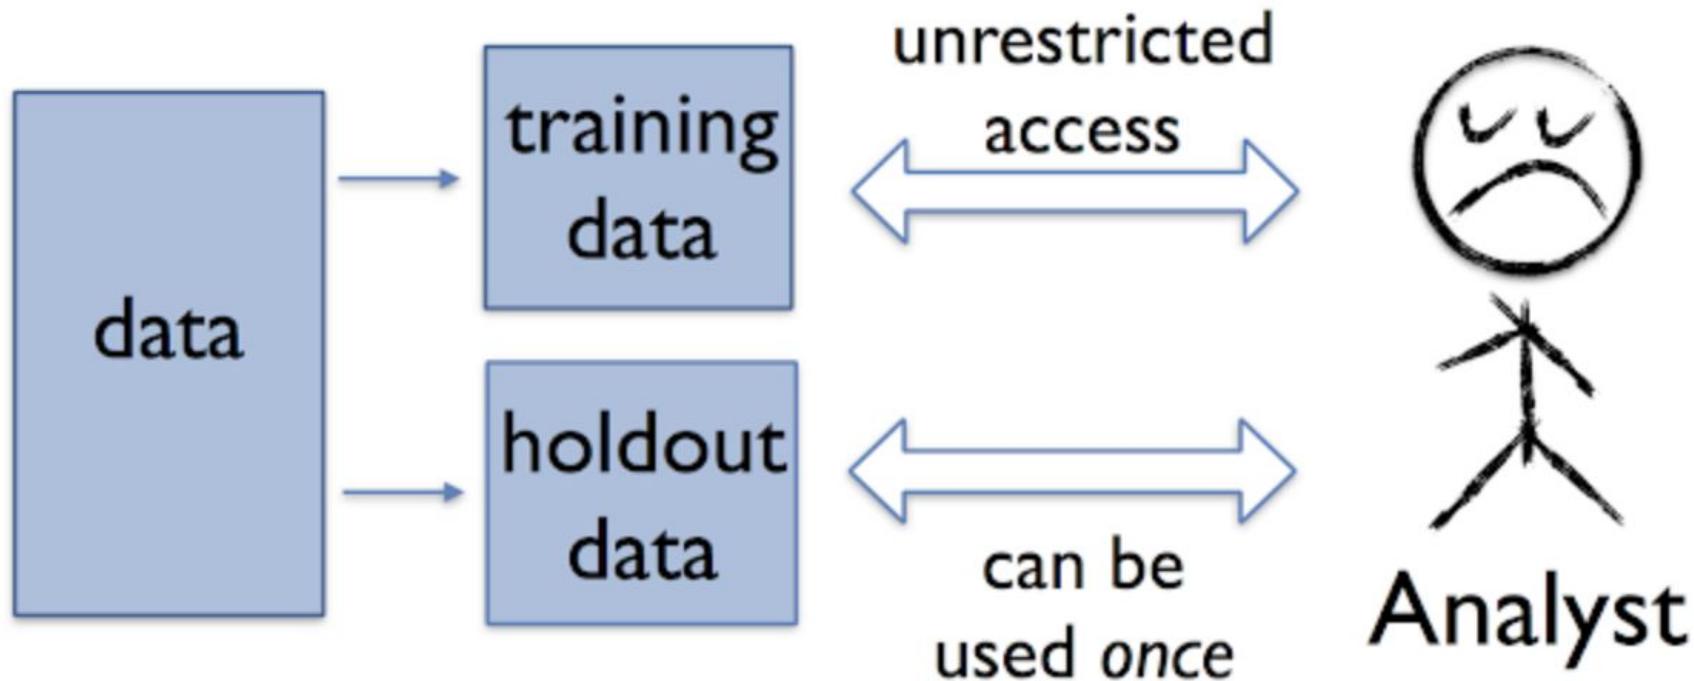 data
training
data
holdout
data
unrestricted
access
can be
used once
Analyst